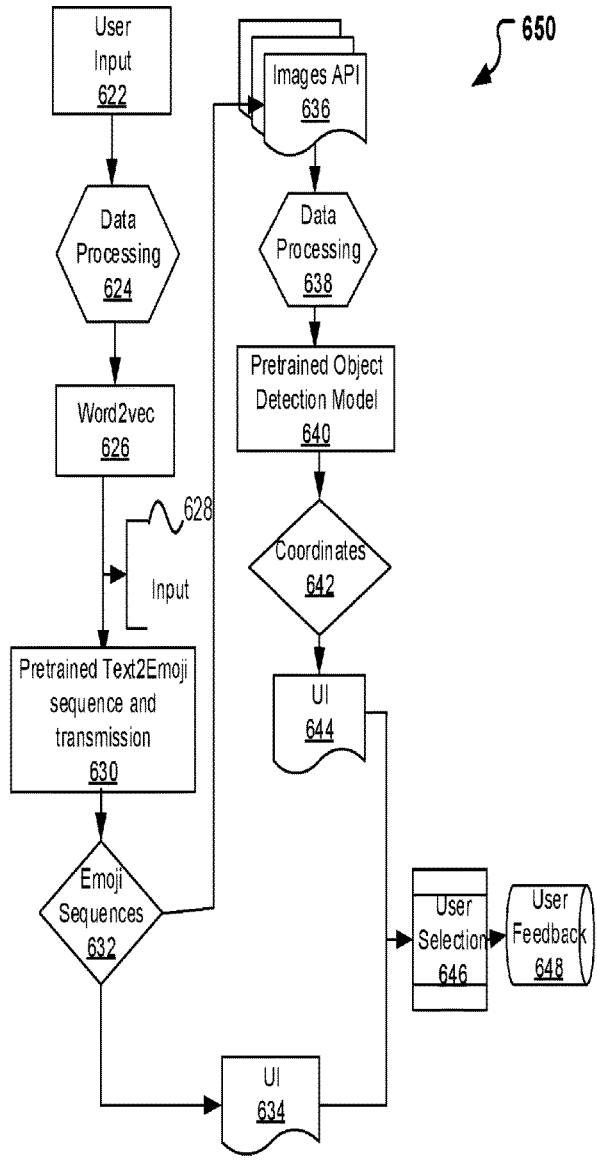 650
User
Input
622
Data
Processing
624
Word2vec
626
628
Input
Pretrained Text2Emoji
sequence and
transmission
630
Emoji
Sequences
632
UI
634
Images API
636
Data
Processing
638
Pretrained Object
Detection Model
640
Coordinates
642
UI
644
User
Selection
646
User
Feedback
648